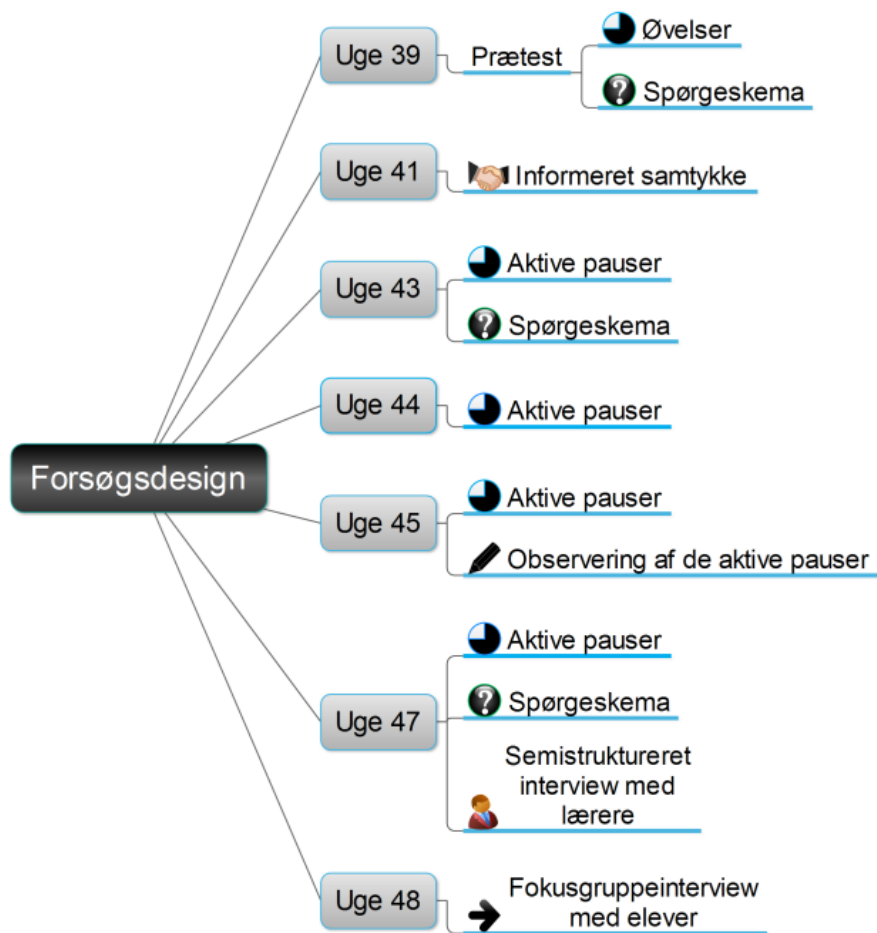 Forsøgsdesign
Uge 39
Prætest
Øvelser
Spørgeskema
Uge 41
Informeret samtykke
Uge 43
Aktive pauser
Spørgeskema
Uge 44
Aktive pauser
Uge 45
Aktive pauser
Observering af de aktive pauser
Uge 47
Aktive pauser
Spørgeskema
Semistruktureret
interview med
lærere
Uge 48
Fokusgruppeinterview
med elever